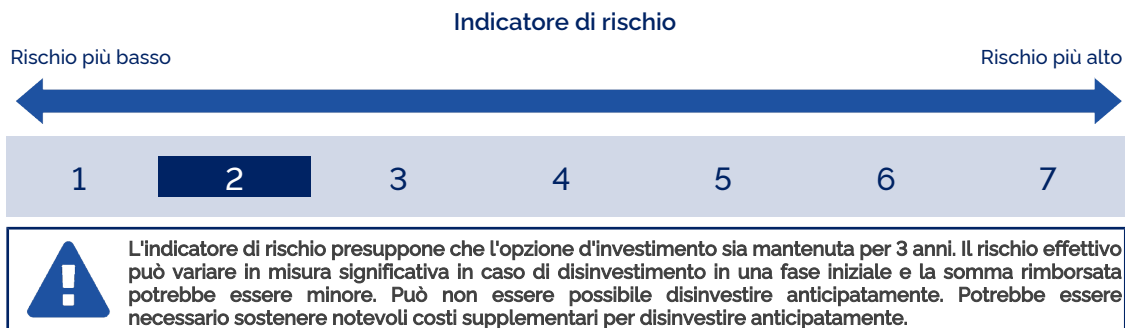 Indicatore di rischio
Rischio più basso
Rischio più alto
1 2 3 4 5 6 7
L'indicatore di rischio presuppone che l'opzione d'investimento sia mantenuta per 3 anni. Il rischio effettivo
può variare in misura significativa in caso di disinvestimento in una fase iniziale e la somma rimborsata
potrebbe essere minore. Può non essere possibile disinvestire anticipatamente. Potrebbe essere
necessario sostenere notevoli costi supplementari per disinvestire anticipatamente.